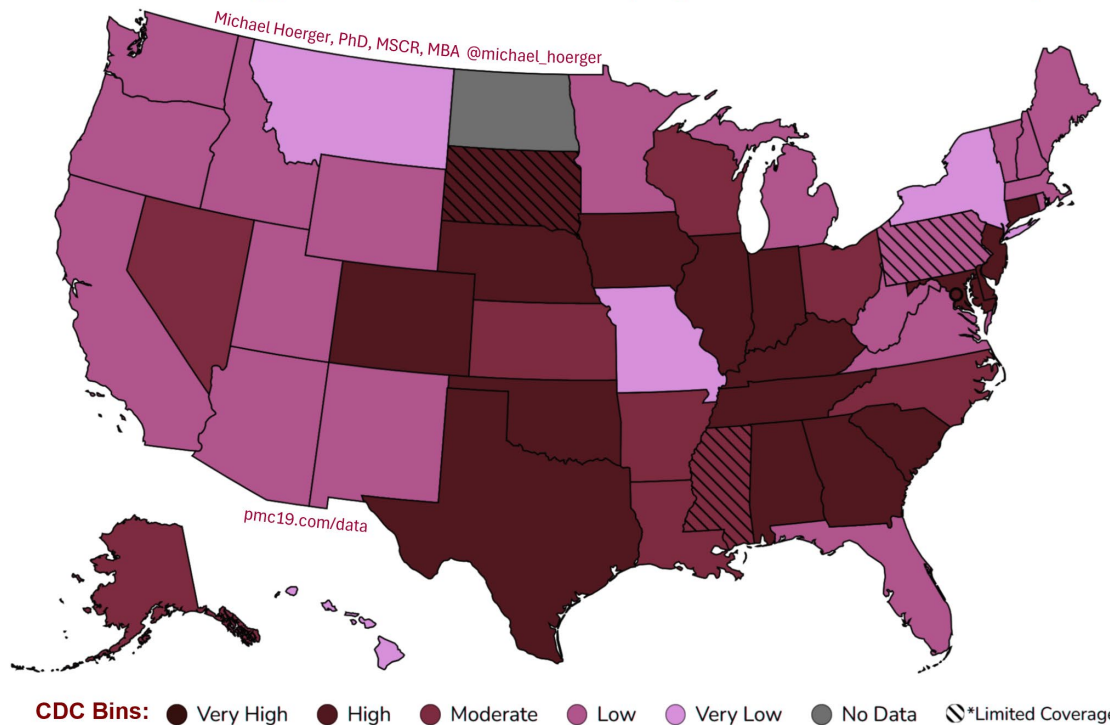 Michael Hoerger, PhD, MSCR, MBA @michael_hoerger
pmc19.com/data
CDC Bins: Very High High Moderate Low Very Low No Data *Limited Coverage